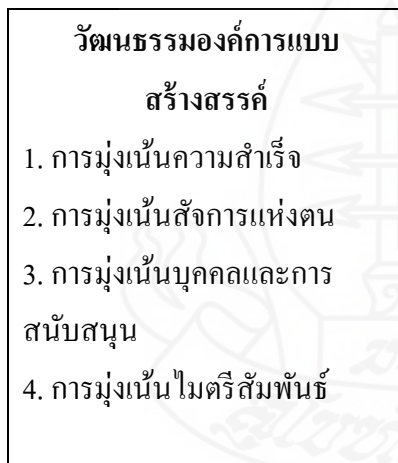 วัฒนธรรมองค์การแบบ
สร้างสรรค์
1. การมุ่งเน้นความสำเร็จ
2. การมุ่งเน้นสัจการแห่งตน
3. การมุ่งเน้นบุคคลและการ
สนับสนุน
4. การมุ่งเน้นไมตรีสัมพันธ์